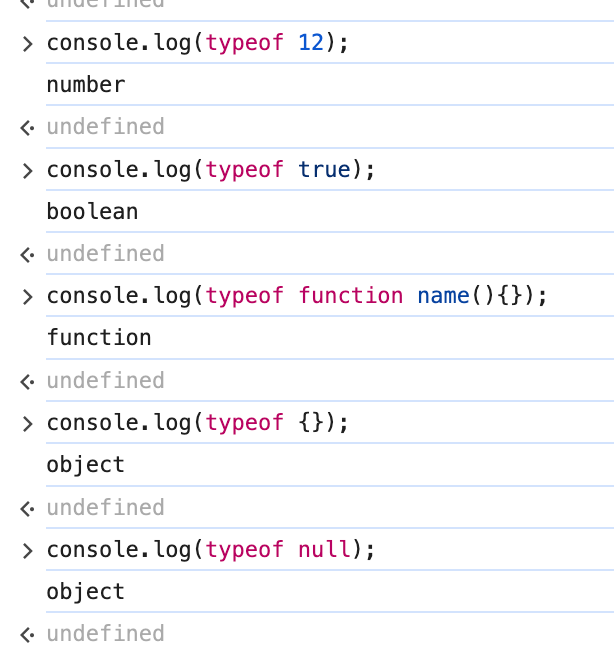 undefined
console.log(typeof 12);
number
undefined
console.log(typeof true);
boolean
undefined
console.log(typeof function name(){});
function
undefined
console.log(typeof {});
object
undefined
console.log(typeof null);
object
undefined